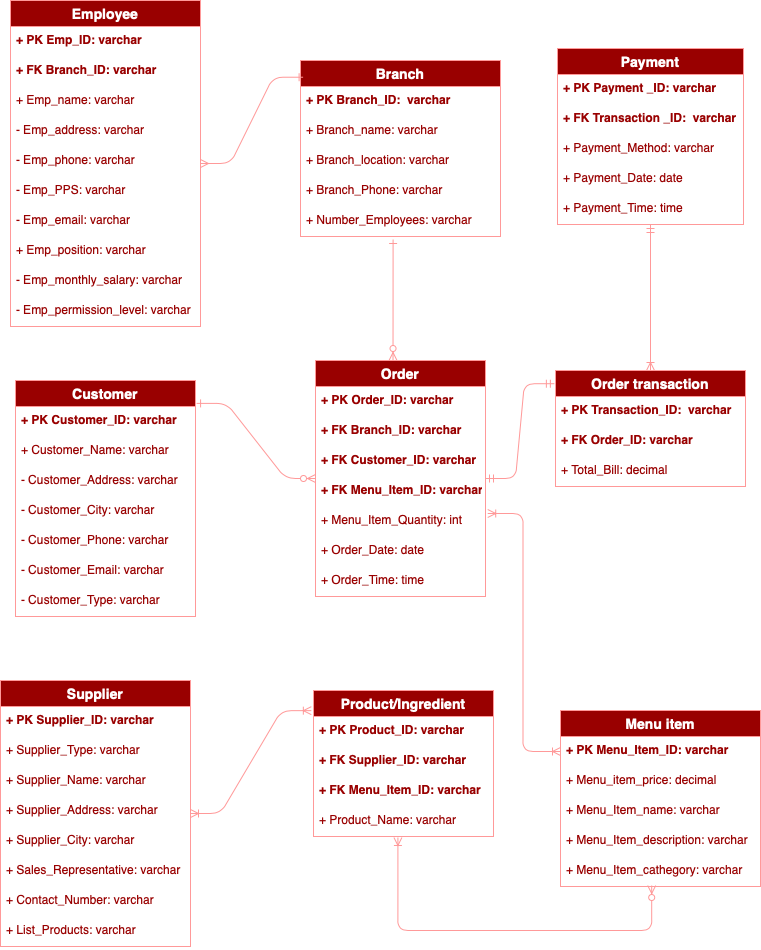 Employee
+ PK Emp_ID: varchar
+ FK Branch_ID: varchar
+ Emp_name: varchar
- Emp_address: varchar
- Emp_phone: varchar
- Emp_PPS: varchar
- Emp_email: varchar
+ Emp_position: varchar
- Emp_monthly_salary: varchar
- Emp_permission_level: varchar
Branch
+ PK Branch_ID:  varchar
+ Branch_name: varchar
+ Branch_location: varchar
+ Branch_Phone: varchar
+ Number_Employees: varchar
Payment
+ PK Payment _ID: varchar
+ FK Transaction _ID:  varchar
+ Payment_Method: varchar
+ Payment_Date: date
+ Payment_Time: time
Customer
+ PK Customer_ID: varchar
+ Customer_Name: varchar
- Customer_Address: varchar
- Customer_City: varchar
- Customer_Phone: varchar
- Customer_Email: varchar
- Customer_Type: varchar
Order
+ PK Order_ID: varchar
+ FK Branch_ID: varchar
+ FK Customer_ID: varchar
+ FK Menu_Item_ID: varchar
+ Menu_Item_Quantity: int
+ Order_Date: date
+ Order_Time: time
Order transaction
+ PK Transaction_ID:  varchar
+ FK Order_ID: varchar
+ Total_Bill: decimal
Supplier
+ PK Supplier_ID: varchar
+ Supplier_Type: varchar
+ Supplier_Name: varchar
+ Supplier_Address: varchar
+ Supplier_City: varchar
+ Sales_Representative: varchar
+ Contact_Number: varchar
+ List_Products: varchar
Product/Ingredient
+ PK Product_ID: varchar
+ FK Supplier_ID: varchar
+ FK Menu_Item_ID: varchar
+ Product_Name: varchar
Menu item
+ PK Menu_Item_ID: varchar
+ Menu_item_price: decimal
+ Menu_Item_name: varchar
+ Menu_Item_description: varchar
+ Menu_Item_cathegory: varchar